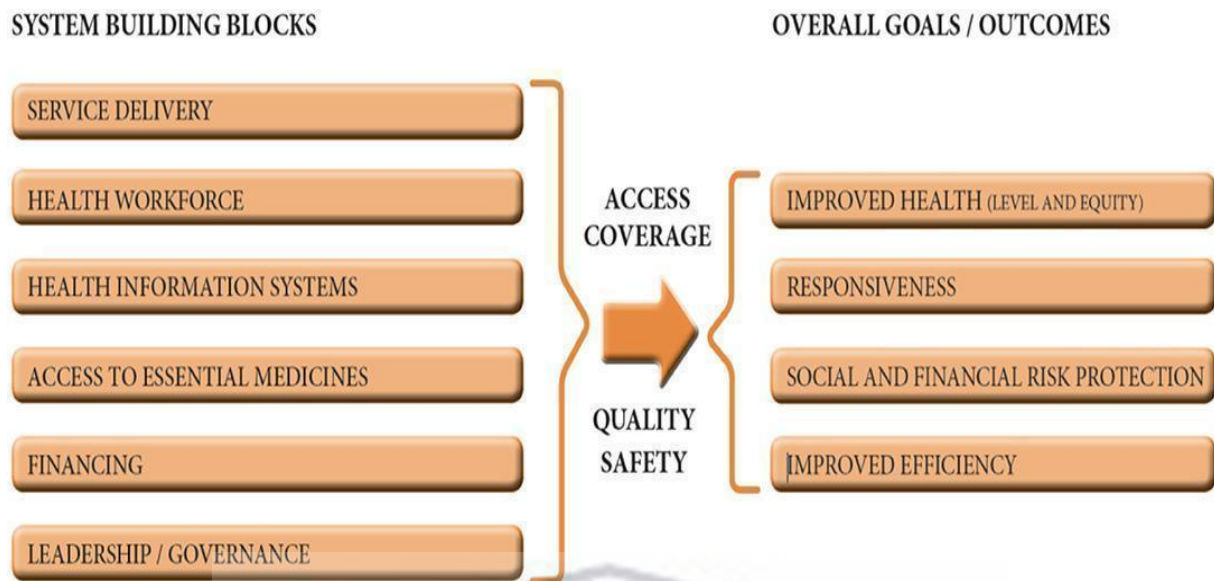 SYSTEM BUILDING BLOCKS
SERVICE DELIVERY
HEALTH WORKFORCE
HEALTH INFORMATION SYSTEMS
ACCESS TO ESSENTIAL MEDICINES
FINANCING
LEADERSHIP / GOVERNANCE
ACCESS
COVERAGE
QUALITY
SAFETY
OVERALL GOALS / OUTCOMES
IMPROVED HEALTH (LEVEL AND EQUITY)
RESPONSIVENESS
SOCIAL AND FINANCIAL RISK PROTECTION
IMPROVED EFFICIENCY